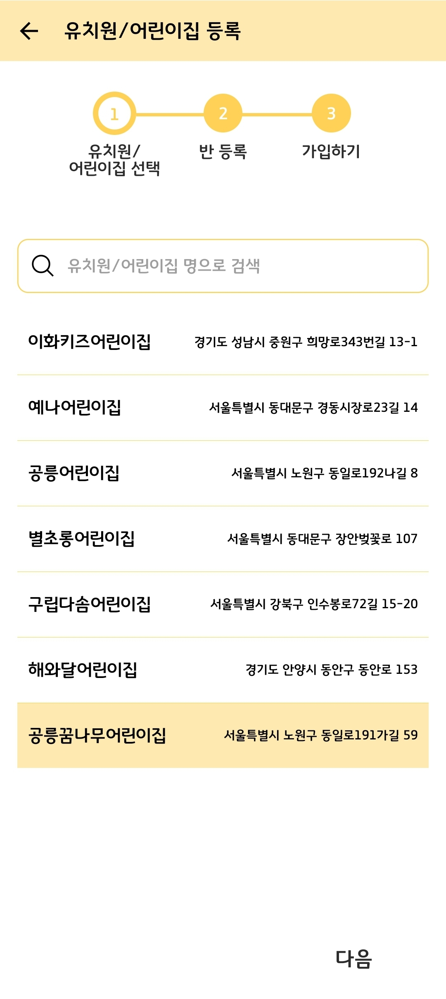 유치원/어린이집 등록
1
2
3
유치원/
어린이집 선택
반 등록
가입하기
유치원/어린이집 명으로 검색
이화키즈어린이집 경기도 성남시 중원구 희망로343번길 13-1
예나어린이집 서울특별시 동대문구 경동시장로23길 14
공릉어린이집 서울특별시 노원구 동일로192나길 8
별초롱어린이집 서울특별시 동대문구 장안벚꽃로 107
구립다솜어린이집 서울특별시 강북구 인수봉로72길 15-20
해와달어린이집 경기도 안양시 동안구 동안로 153
공릉꿈나무어린이집 서울특별시 노원구 동일로191가길 59
다음